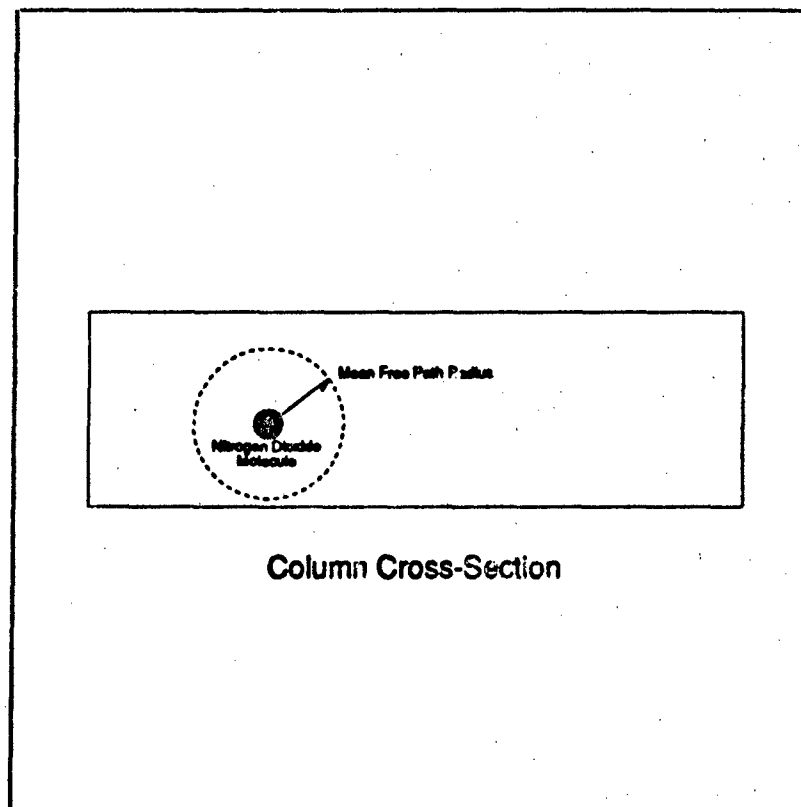 Mean Free Path Radius
Nitrogen Dioxide
Molecule
Column Cross-Section